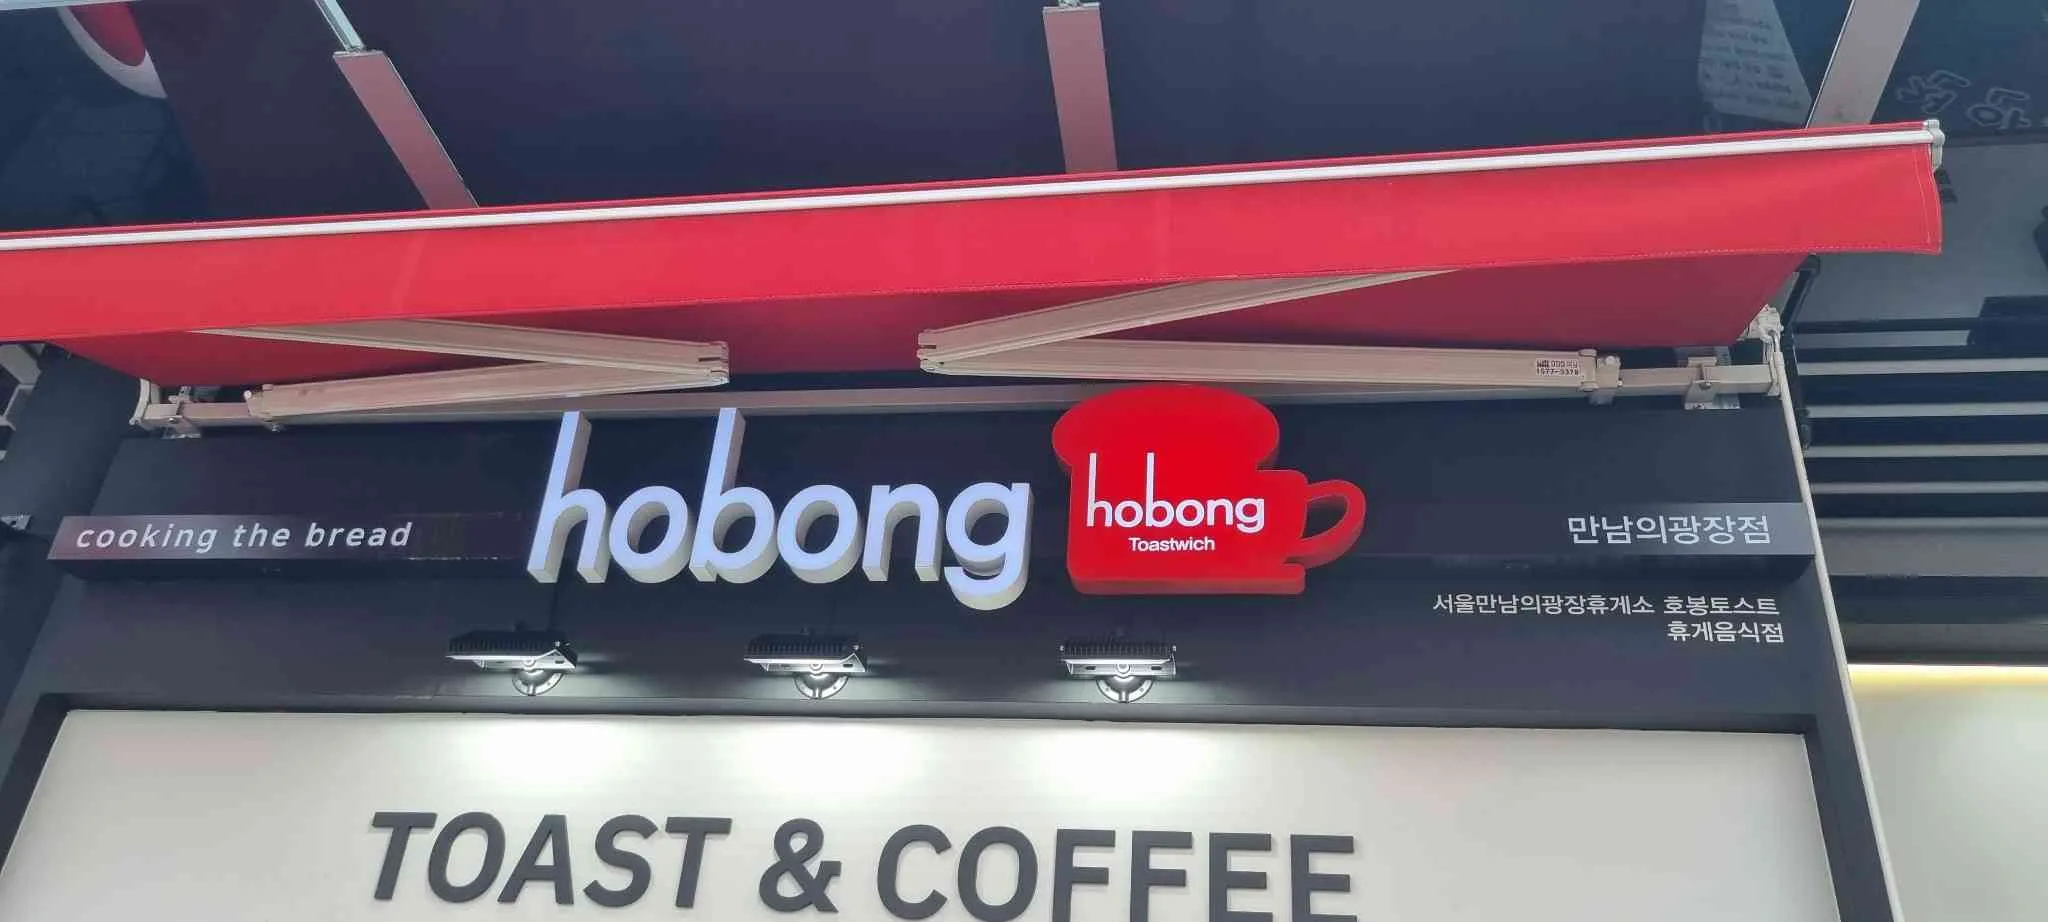 cooking the bread
hobong
hobong
Toastwich
만남의광장점
서울만남의광장휴게소 호봉토스트
휴게음식점
TOAST & COFFEE